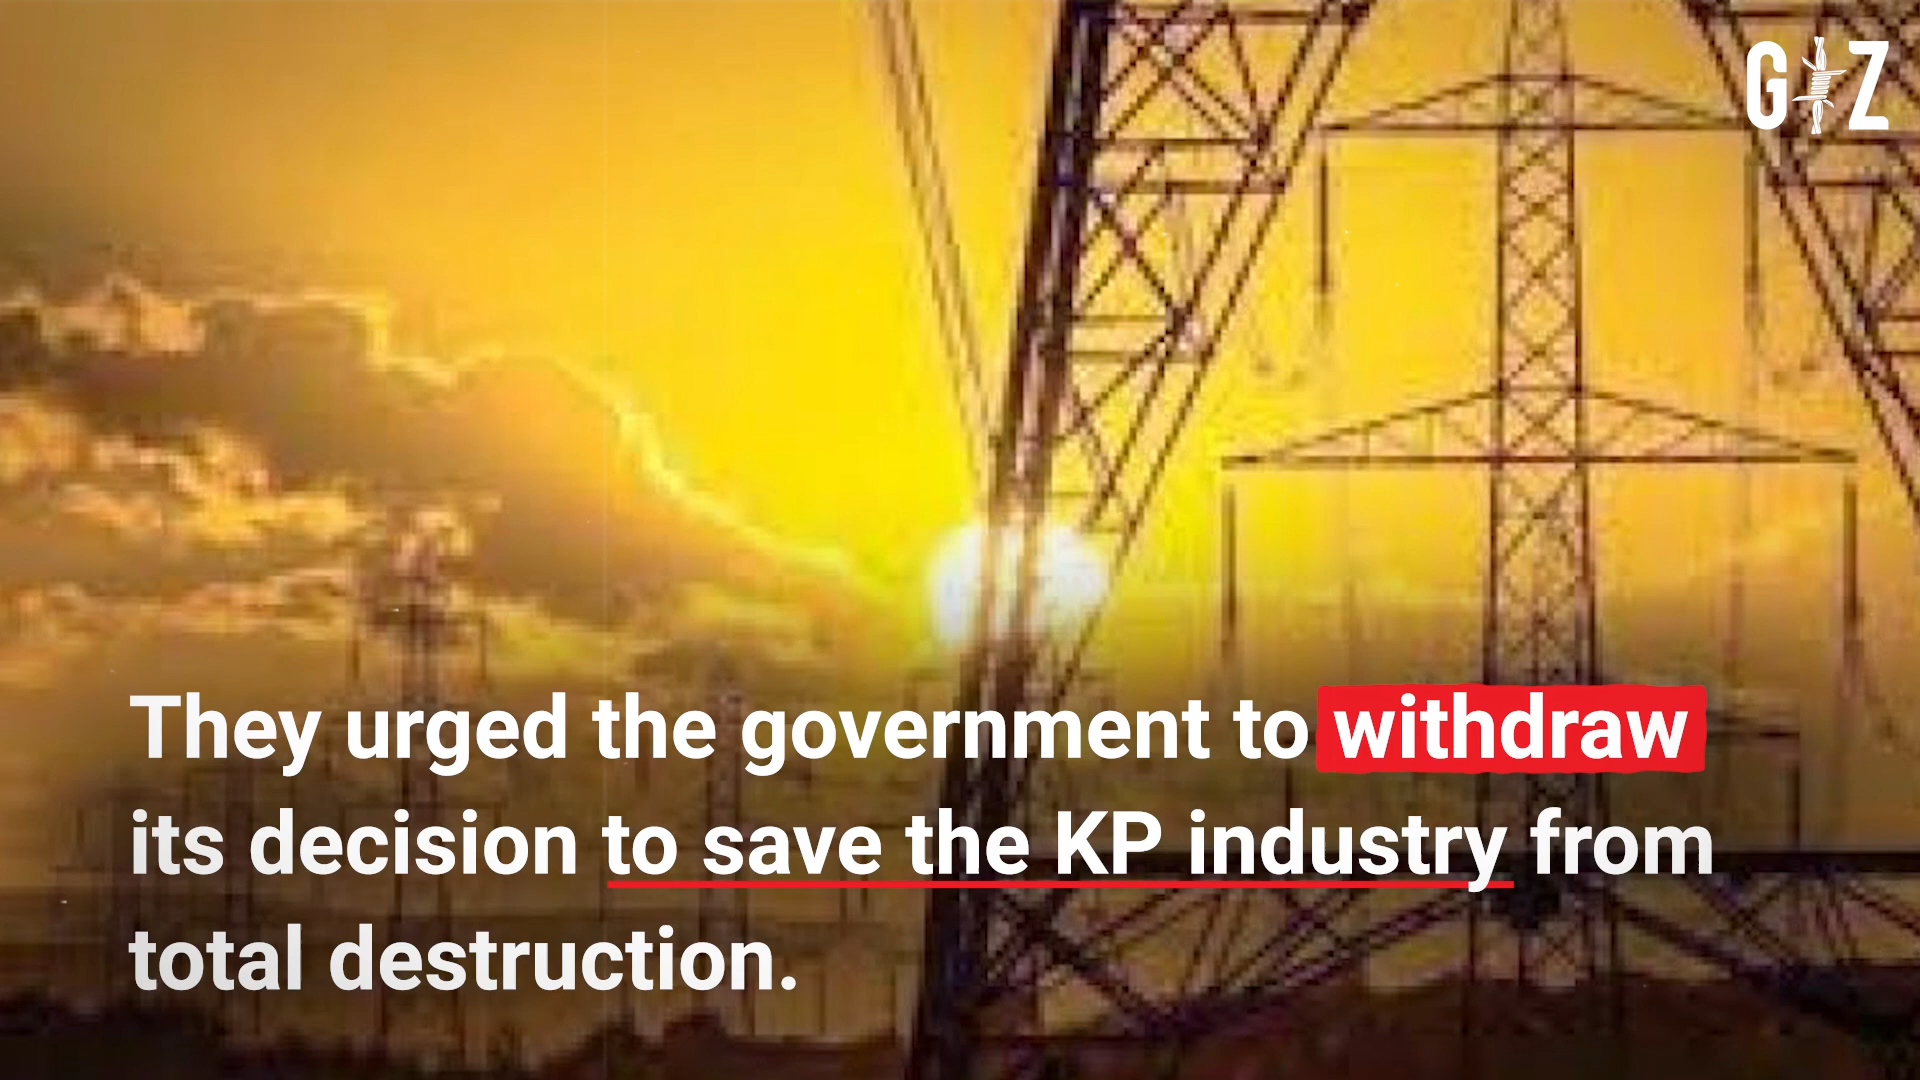 G Z
They urged the government to withdraw
its decision to save the KP industry from
total destruction.